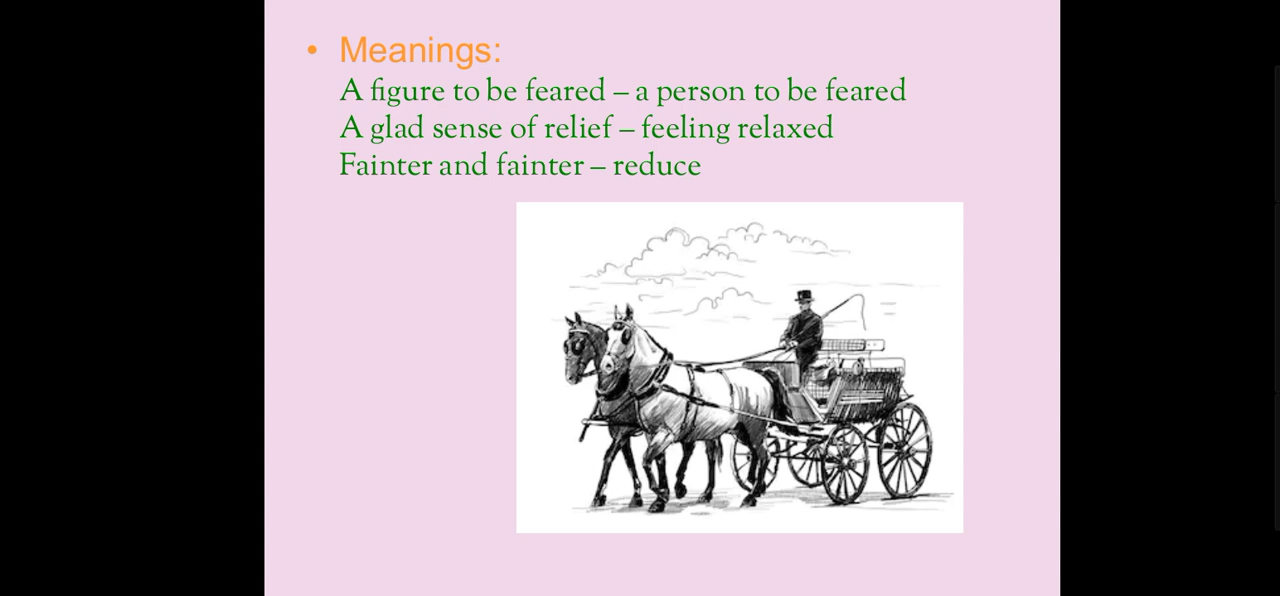 • Meanings:
A figure to be feared – a person to be feared
A glad sense of relief – feeling relaxed
Fainter and fainter – reduce